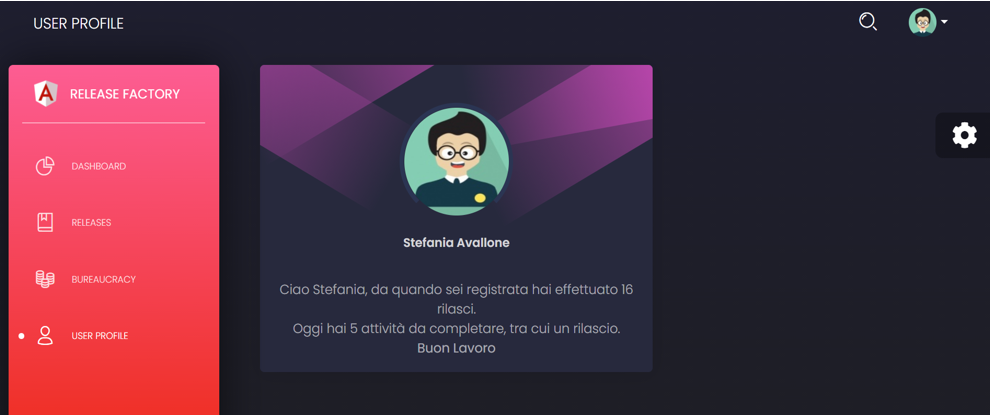 USER PROFILE
RELEASE FACTORY
DASHBOARD
RELEASES
BUREAUCRACY
USER PROFILE
Stefania Avallone
Ciao Stefania, da quando sei registrata hai effettuato 16
rilasci.
Oggi hai 5 attività da completare, tra cui un rilascio.
Buon Lavoro